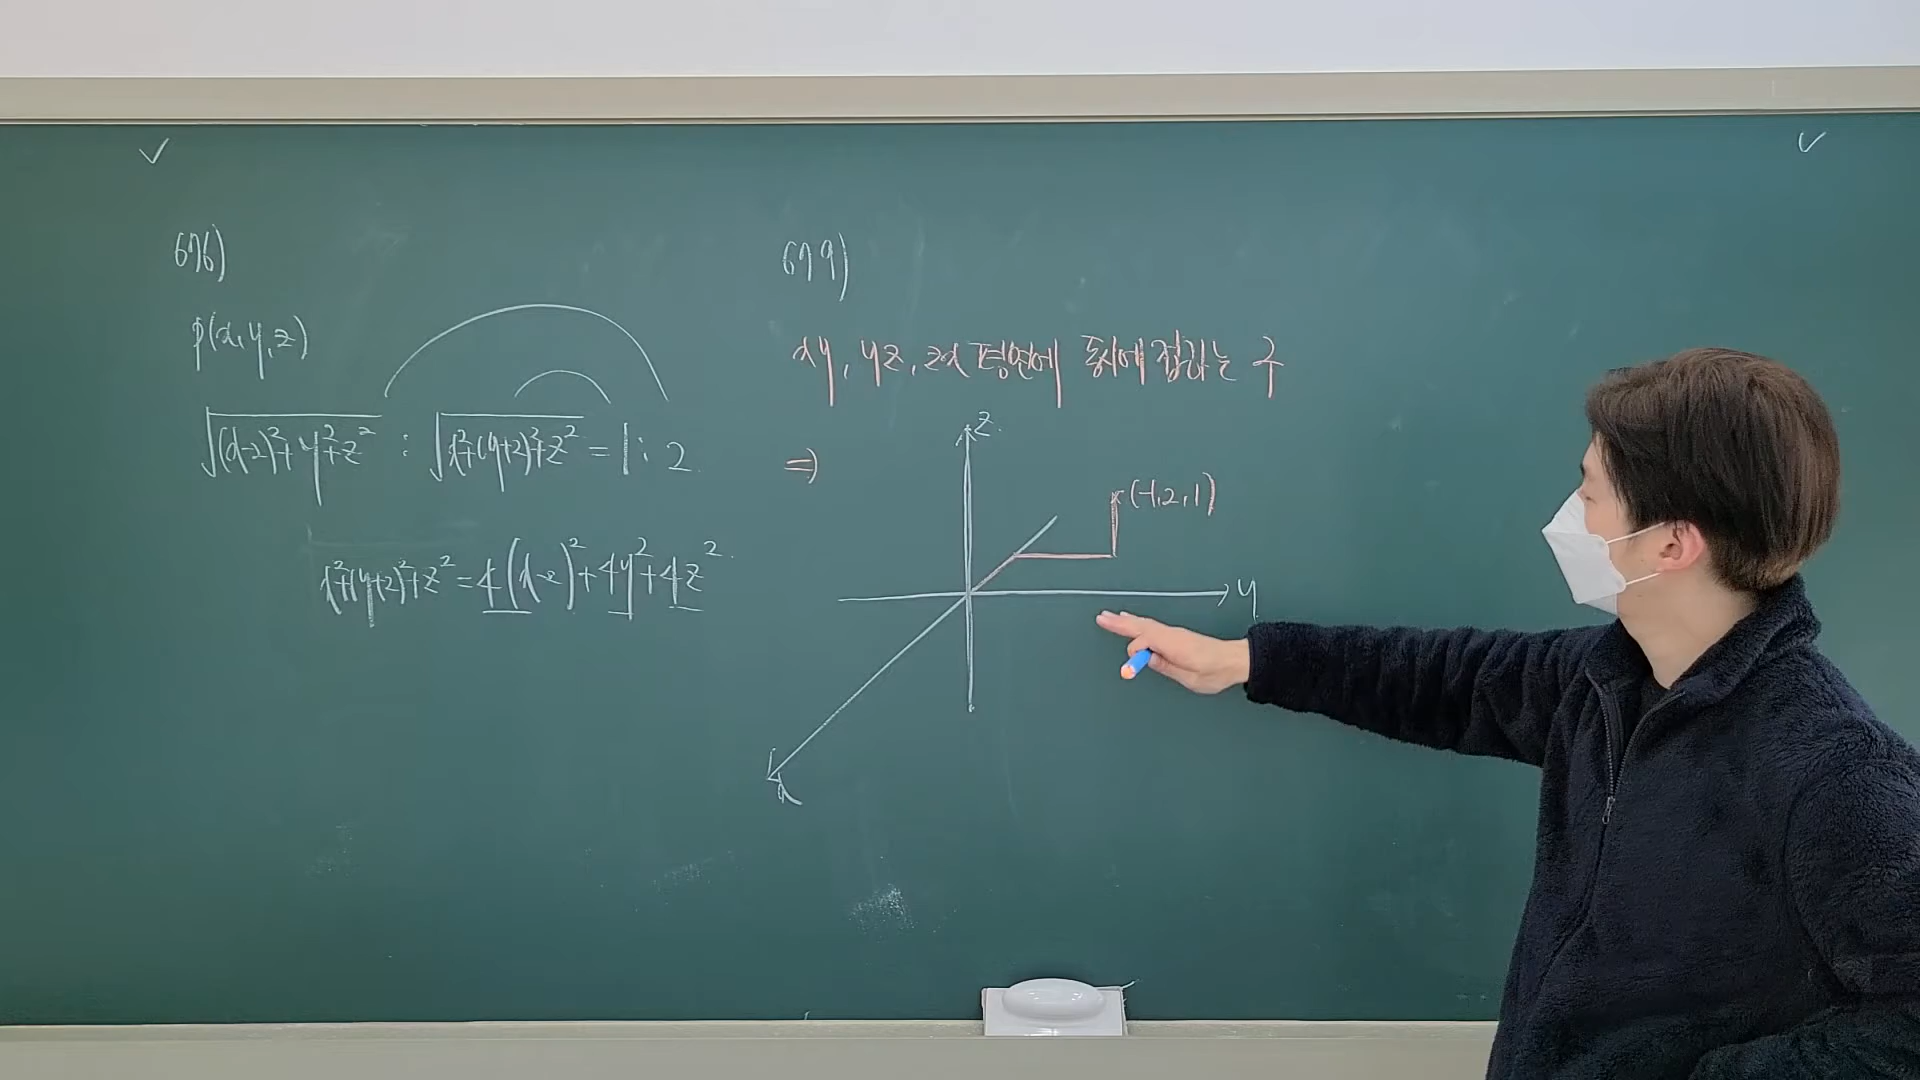 676)
P(x,y,z)
√((x-2)²+y²+z²) : √(x²+(y+2)²+z²) = 1 : 2.
x²+(y+2)²+z² = 4(x-2)²+4y²+4z².
679)
xy, yz, zx 평면에 동시에 접하는 구
⇒
z
(-1,2,1)
y
x